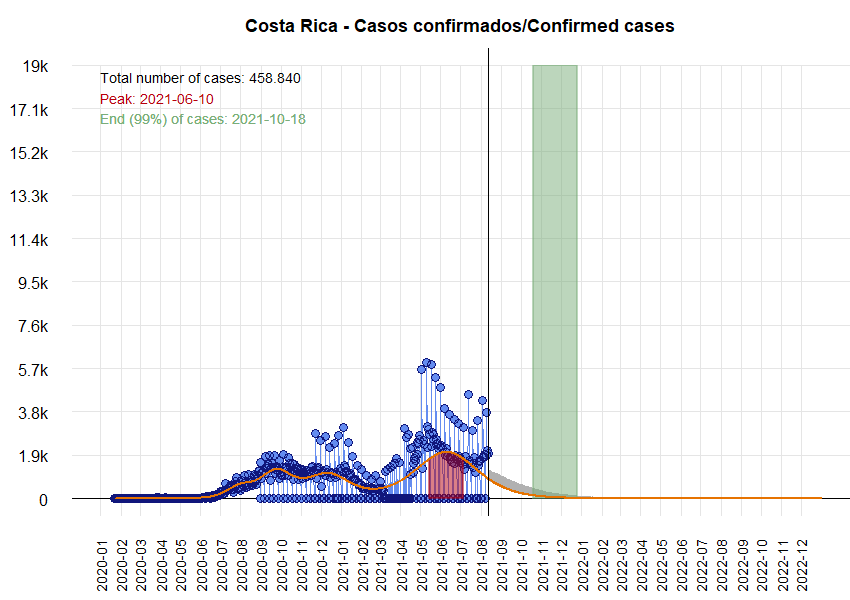 Costa Rica - Casos confirmados/Confirmed cases
19k
Total number of cases: 458.840
Peak: 2021-06-10
End (99%) of cases: 2021-10-18
17.1k
15.2k
13.3k
11.4k
9.5k
7.6k
5.7k
3.8k
1.9k
0
2020-01
2020-02
2020-03
2020-04
2020-05
2020-06
2020-07
2020-08
2020-09
2020-10
2020-11
2020-12
2021-01
2021-02
2021-03
2021-04
2021-05
2021-06
2021-07
2021-08
2021-09
2021-10
2021-11
2021-12
2022-01
2022-02
2022-03
2022-04
2022-05
2022-06
2022-07
2022-08
2022-09
2022-10
2022-11
2022-12